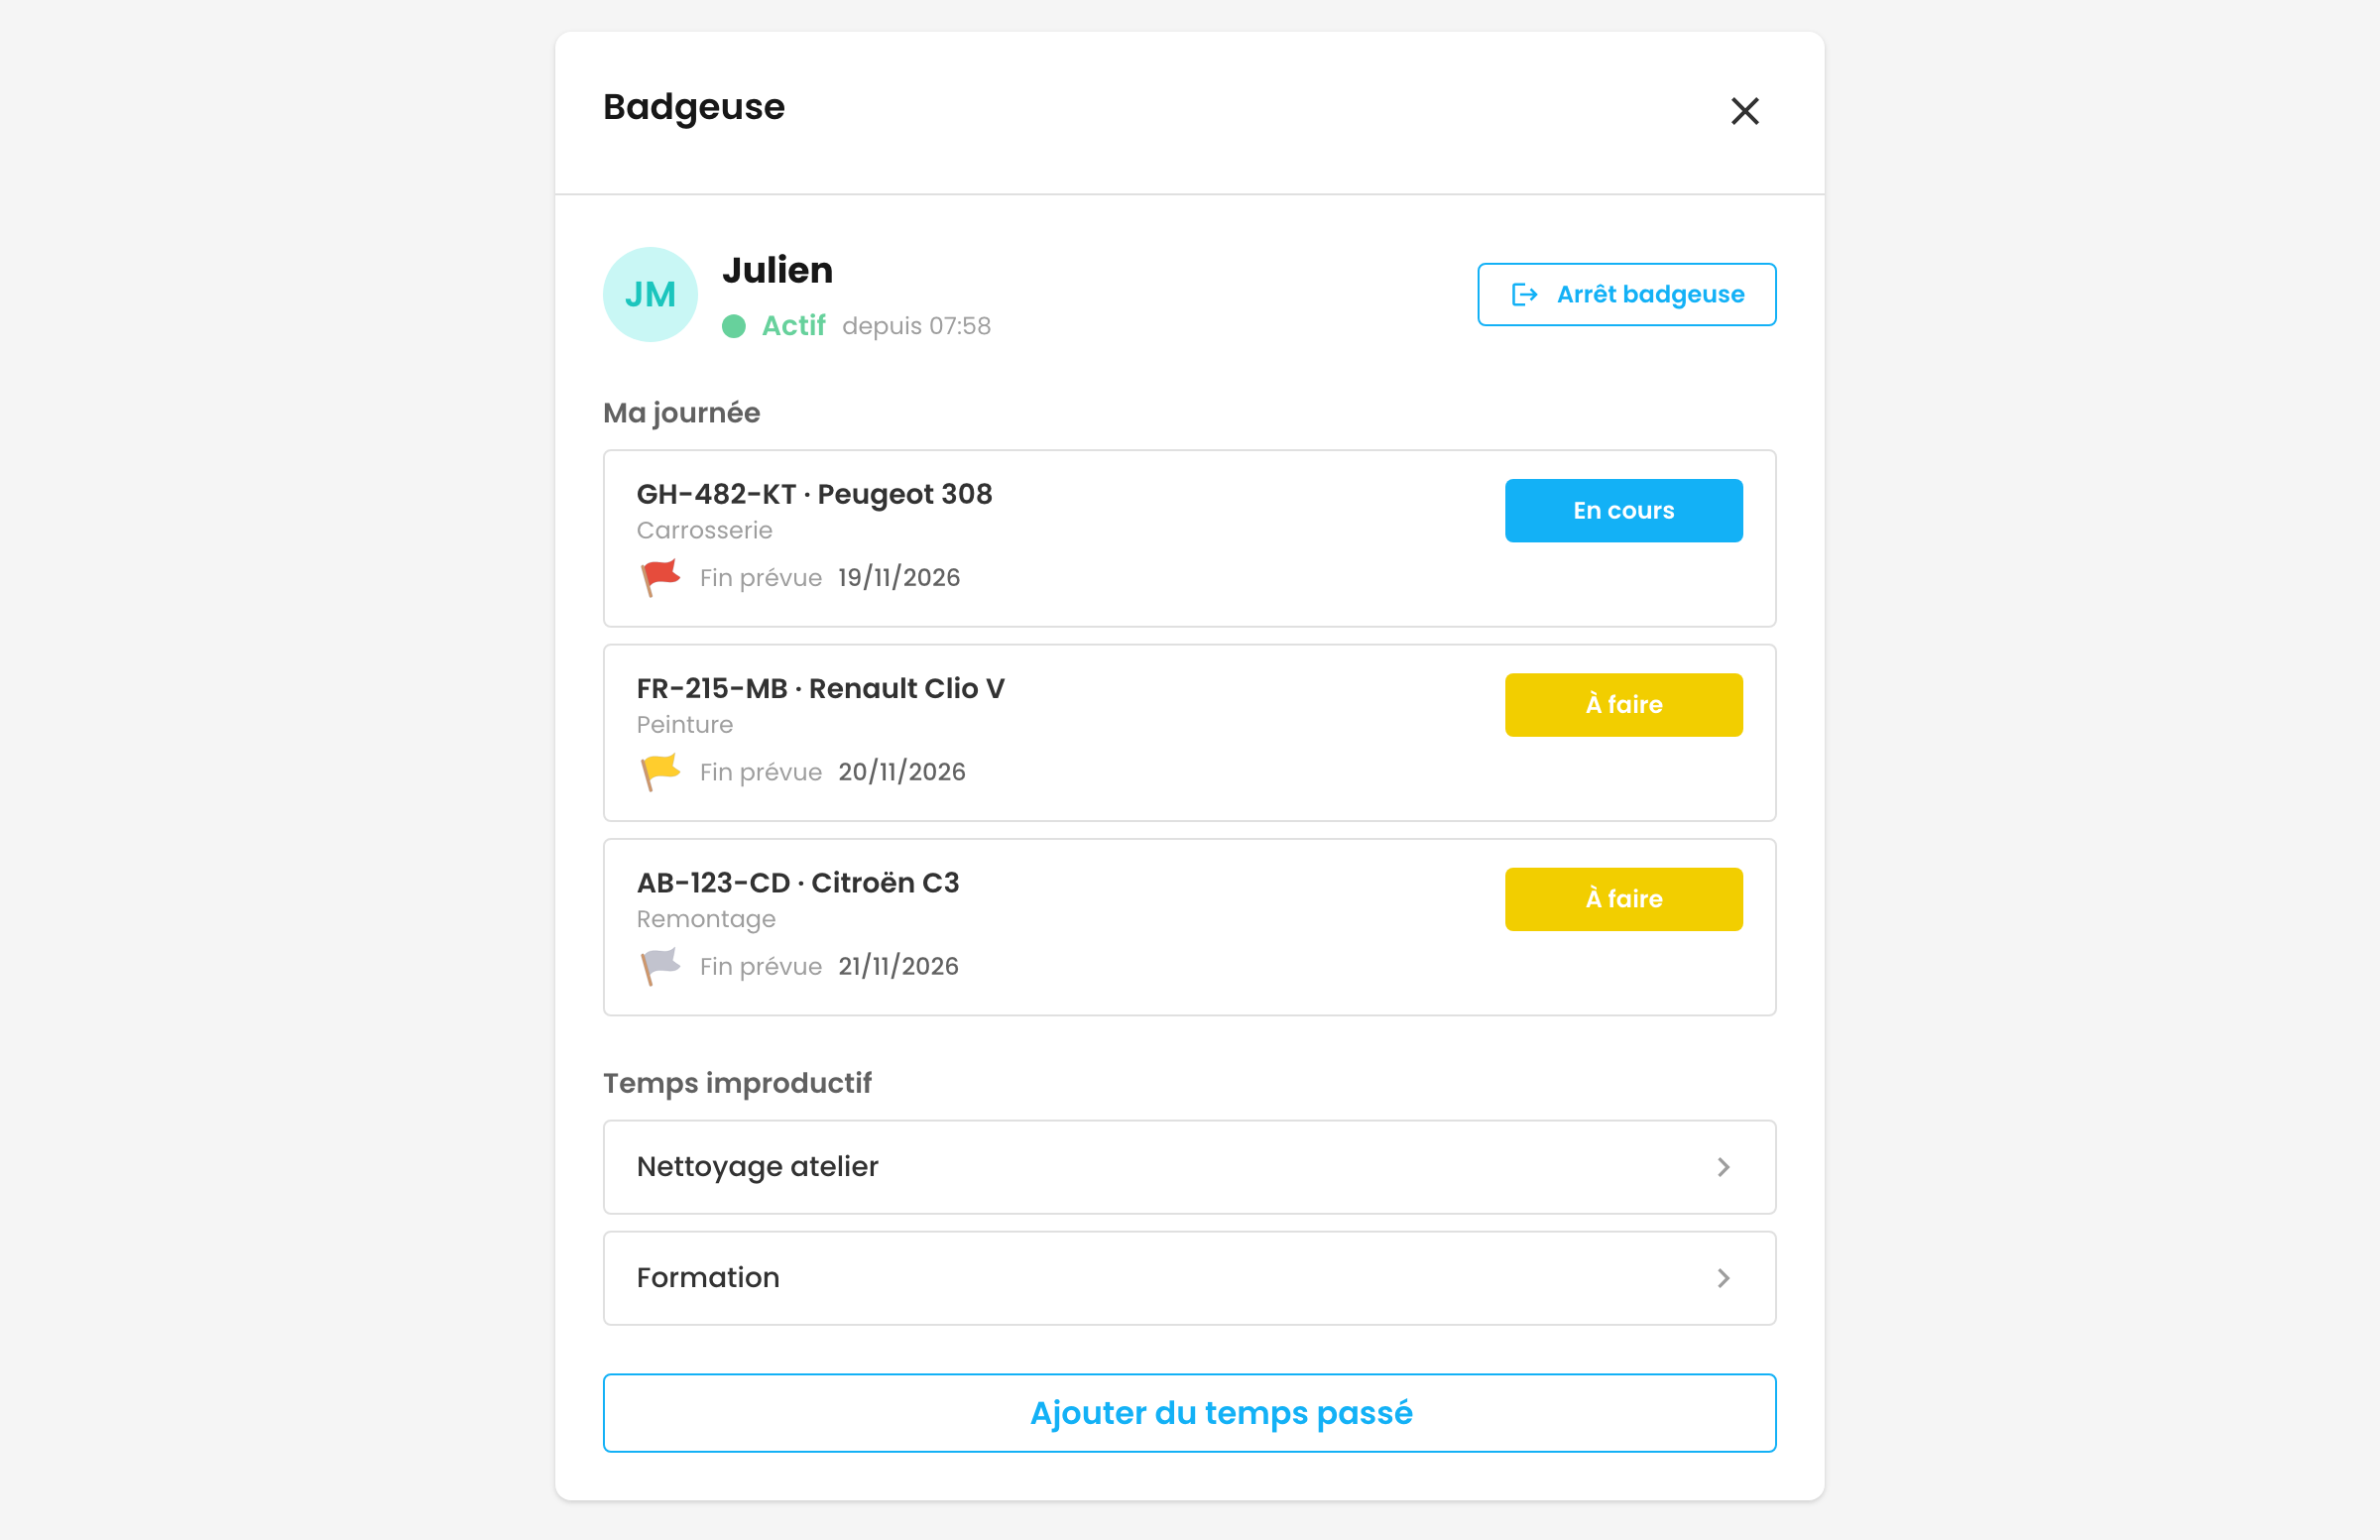 Badgeuse
JM
Julien
Actif depuis 07:58
Arrêt badgeuse
Ma journée
GH-482-KT · Peugeot 308
Carrosserie
Fin prévue 19/11/2026
En cours
FR-215-MB · Renault Clio V
Peinture
Fin prévue 20/11/2026
À faire
AB-123-CD · Citroën C3
Remontage
Fin prévue 21/11/2026
À faire
Temps improductif
Nettoyage atelier
Formation
Ajouter du temps passé